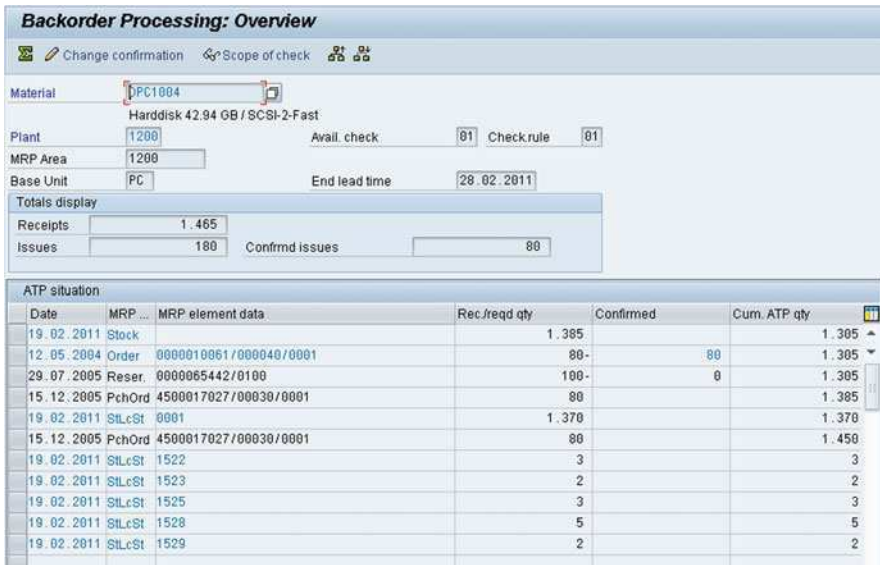 Backorder Processing: Overview
Change confirmation Scope of check
Material DPC1004
Harddisk 42.94 GB / SCSI-2-Fast
Plant 1200 Avail. check 01 Check.rule 01
MRP Area 1200
Base Unit PC End lead time 28.02.2011
Totals display
Receipts 1.465
Issues 180 Confrmd issues 80
ATP situation
Date MRP ... MRP element data Rec./reqd qty Confirmed Cum. ATP qty
19.02.2011 Stock 1.385 1.305
12.05.2004 Order 0000010061/000040/0001 80- 80 1.305
29.07.2005 Reser. 0000065442/0100 100- 0 1.305
15.12.2005 PchOrd 4500017027/00030/0001 80 1.385
19.02.2011 StLcSt 0001 1.370 1.370
15.12.2005 PchOrd 4500017027/00030/0001 80 1.450
19.02.2011 StLcSt 1522 3 3
19.02.2011 StLcSt 1523 2 2
19.02.2011 StLcSt 1525 3 3
19.02.2011 StLcSt 1528 5 5
19.02.2011 StLcSt 1529 2 2